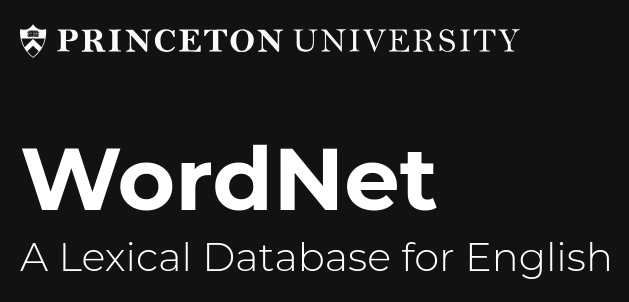 PRINCETON UNIVERSITY
WordNet
A Lexical Database for English